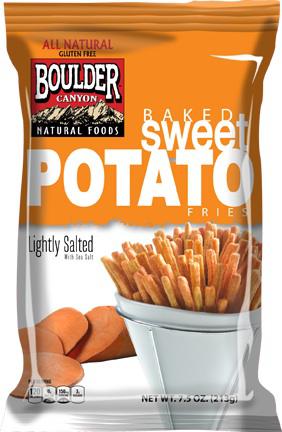 ALL NATURAL
GLUTEN FREE
BOULDER
CANYON
NATURAL FOODS
BAKED
sweet
POTATO
FRIES
Lightly Salted
With Sea Salt
NET WT. 7.5 OZ. (213g)